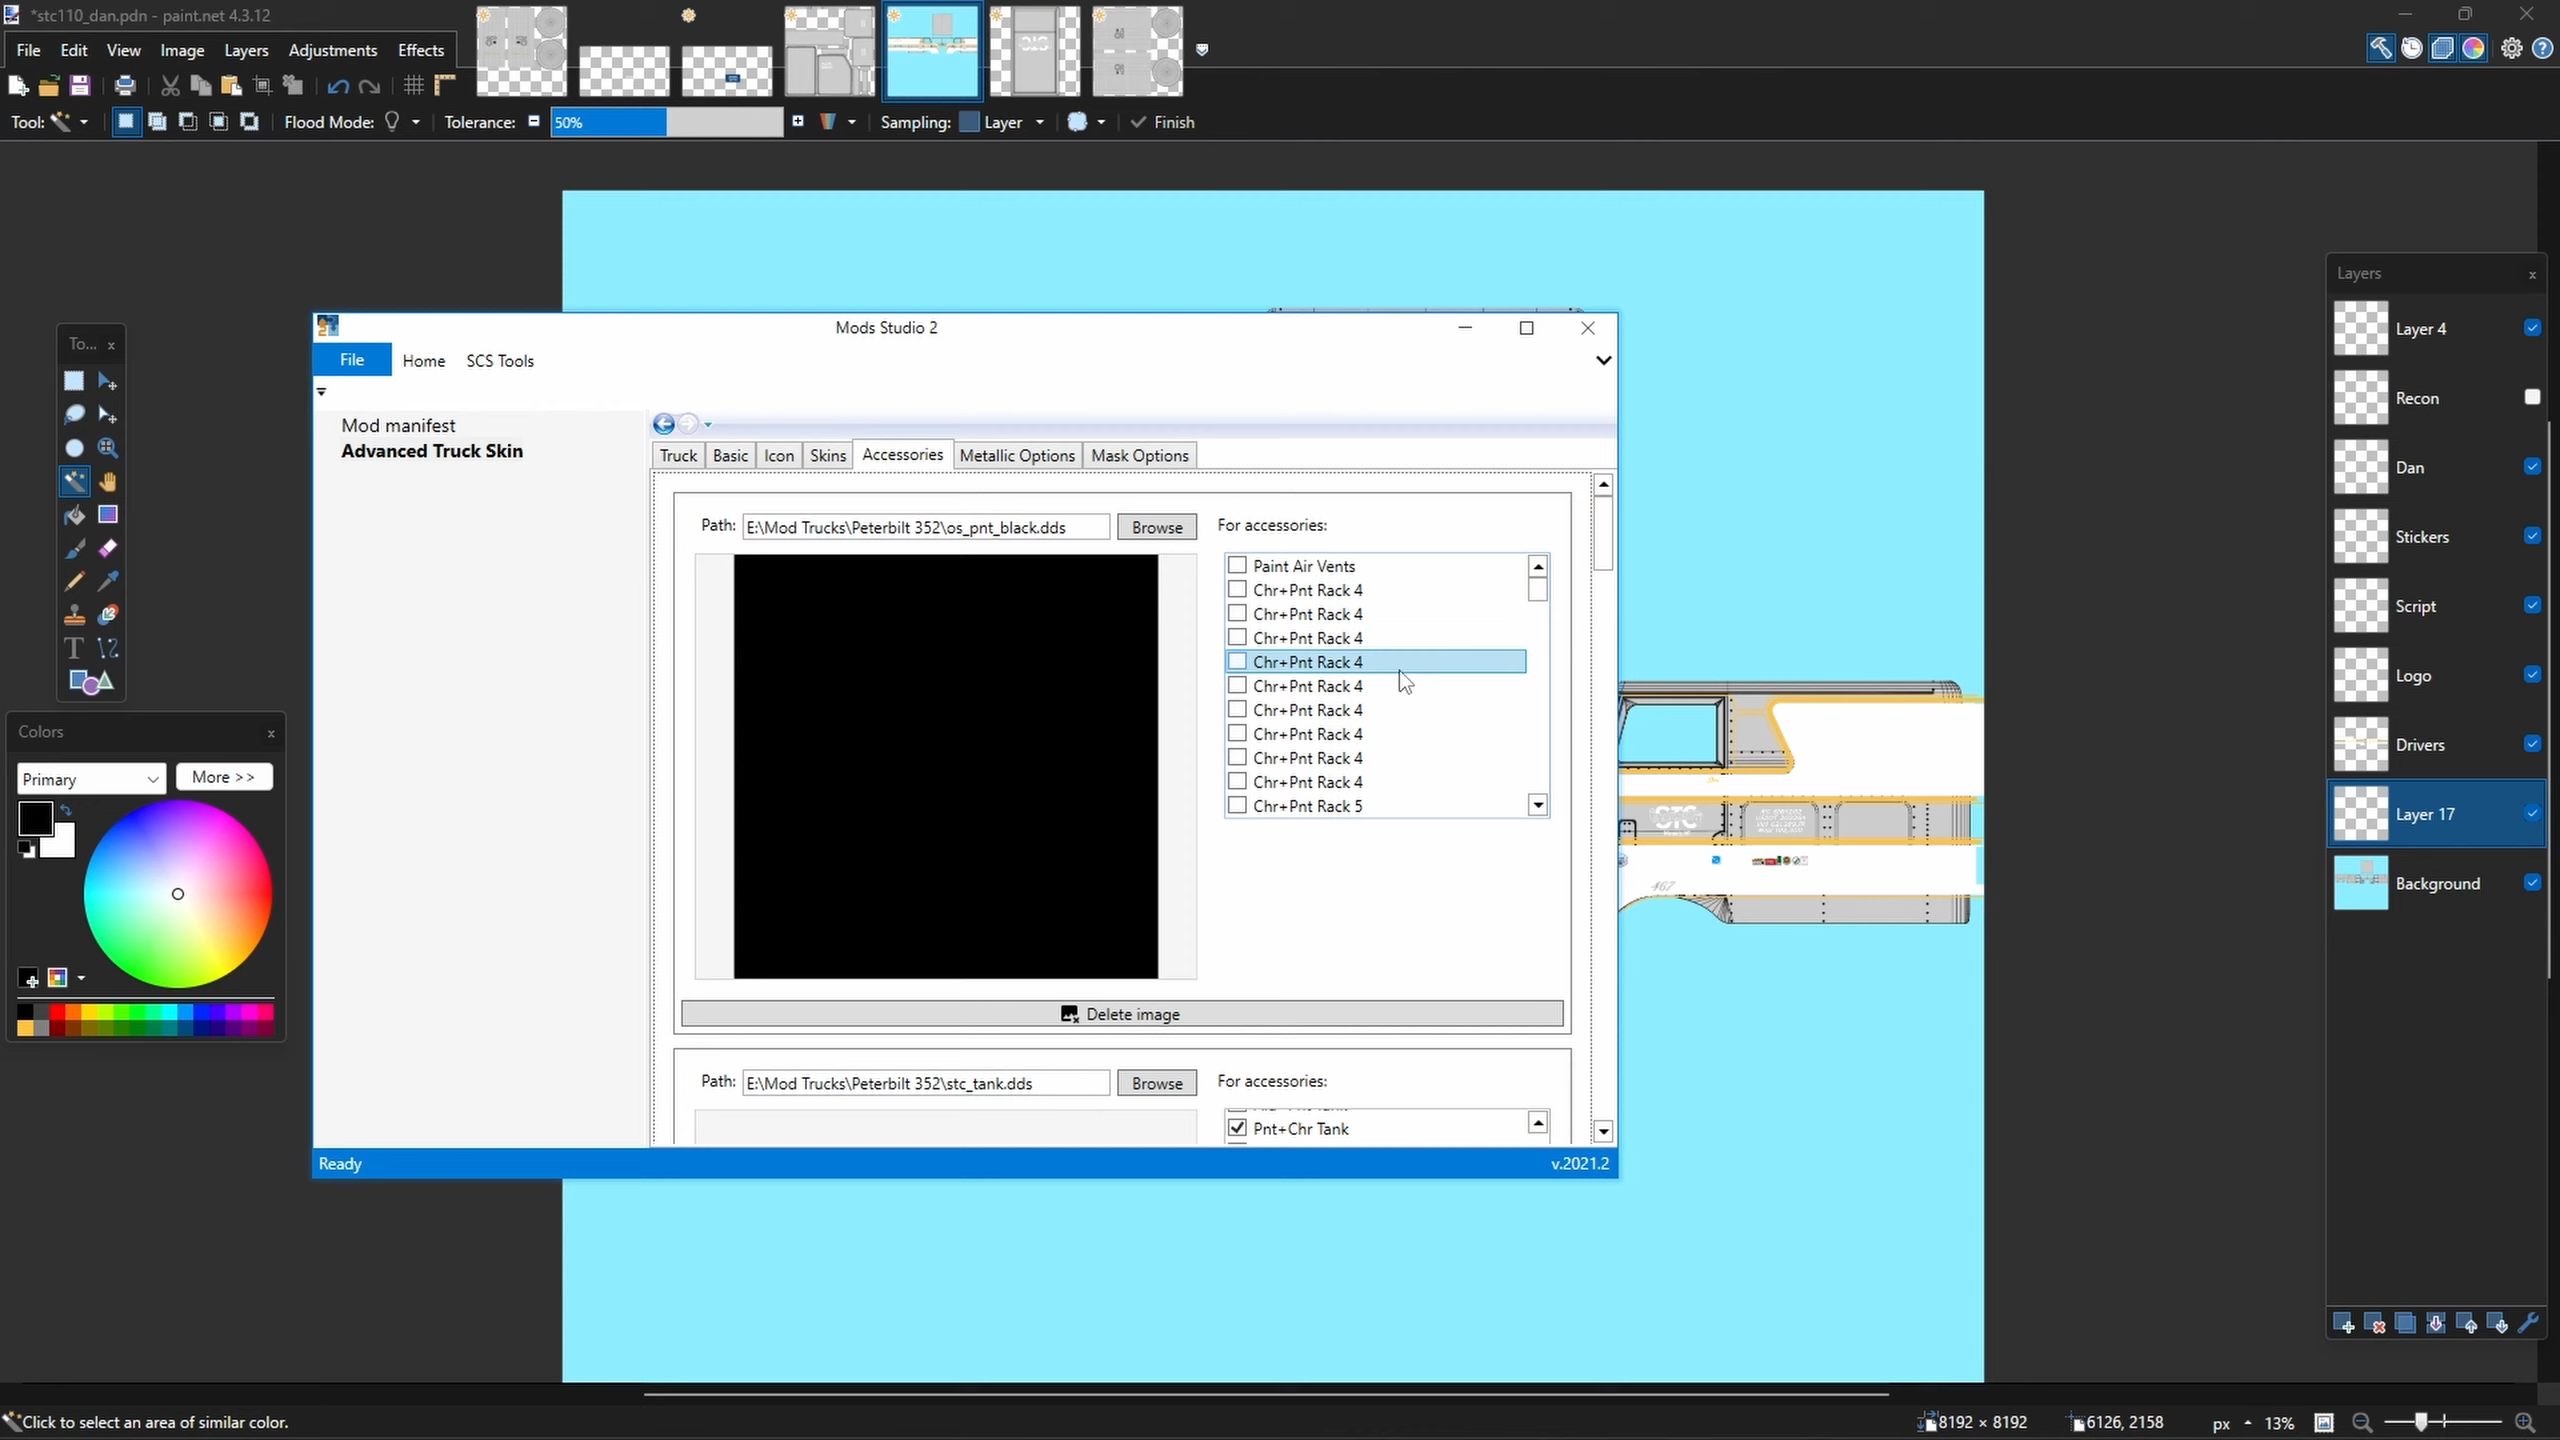 *stc110_dan.pdn - paint.net 4.3.12
File Edit View Image Layers Adjustments Effects
Tool: Flood Mode: Tolerance: 50% Sampling: Layer Finish
To...
Colors
Primary More >>
Mods Studio 2
File Home SCS Tools
Mod manifest
Advanced Truck Skin
Truck Basic Icon Skins Accessories Metallic Options Mask Options
Path: E:\Mod Trucks\Peterbilt 352\os_pnt_black.dds Browse For accessories:
Paint Air Vents
Chr+Pnt Rack 4
Chr+Pnt Rack 4
Chr+Pnt Rack 4
Chr+Pnt Rack 4
Chr+Pnt Rack 4
Chr+Pnt Rack 4
Chr+Pnt Rack 4
Chr+Pnt Rack 4
Chr+Pnt Rack 4
Chr+Pnt Rack 5
Delete image
Path: E:\Mod Trucks\Peterbilt 352\stc_tank.dds Browse For accessories:
Pnt+Chr Tank
Ready v.2021.2
STC
467
Layers
Layer 4
Recon
Dan
Stickers
Script
Logo
Drivers
Layer 17
Background
Click to select an area of similar color. 8192 × 8192 6126, 2158 px 13%